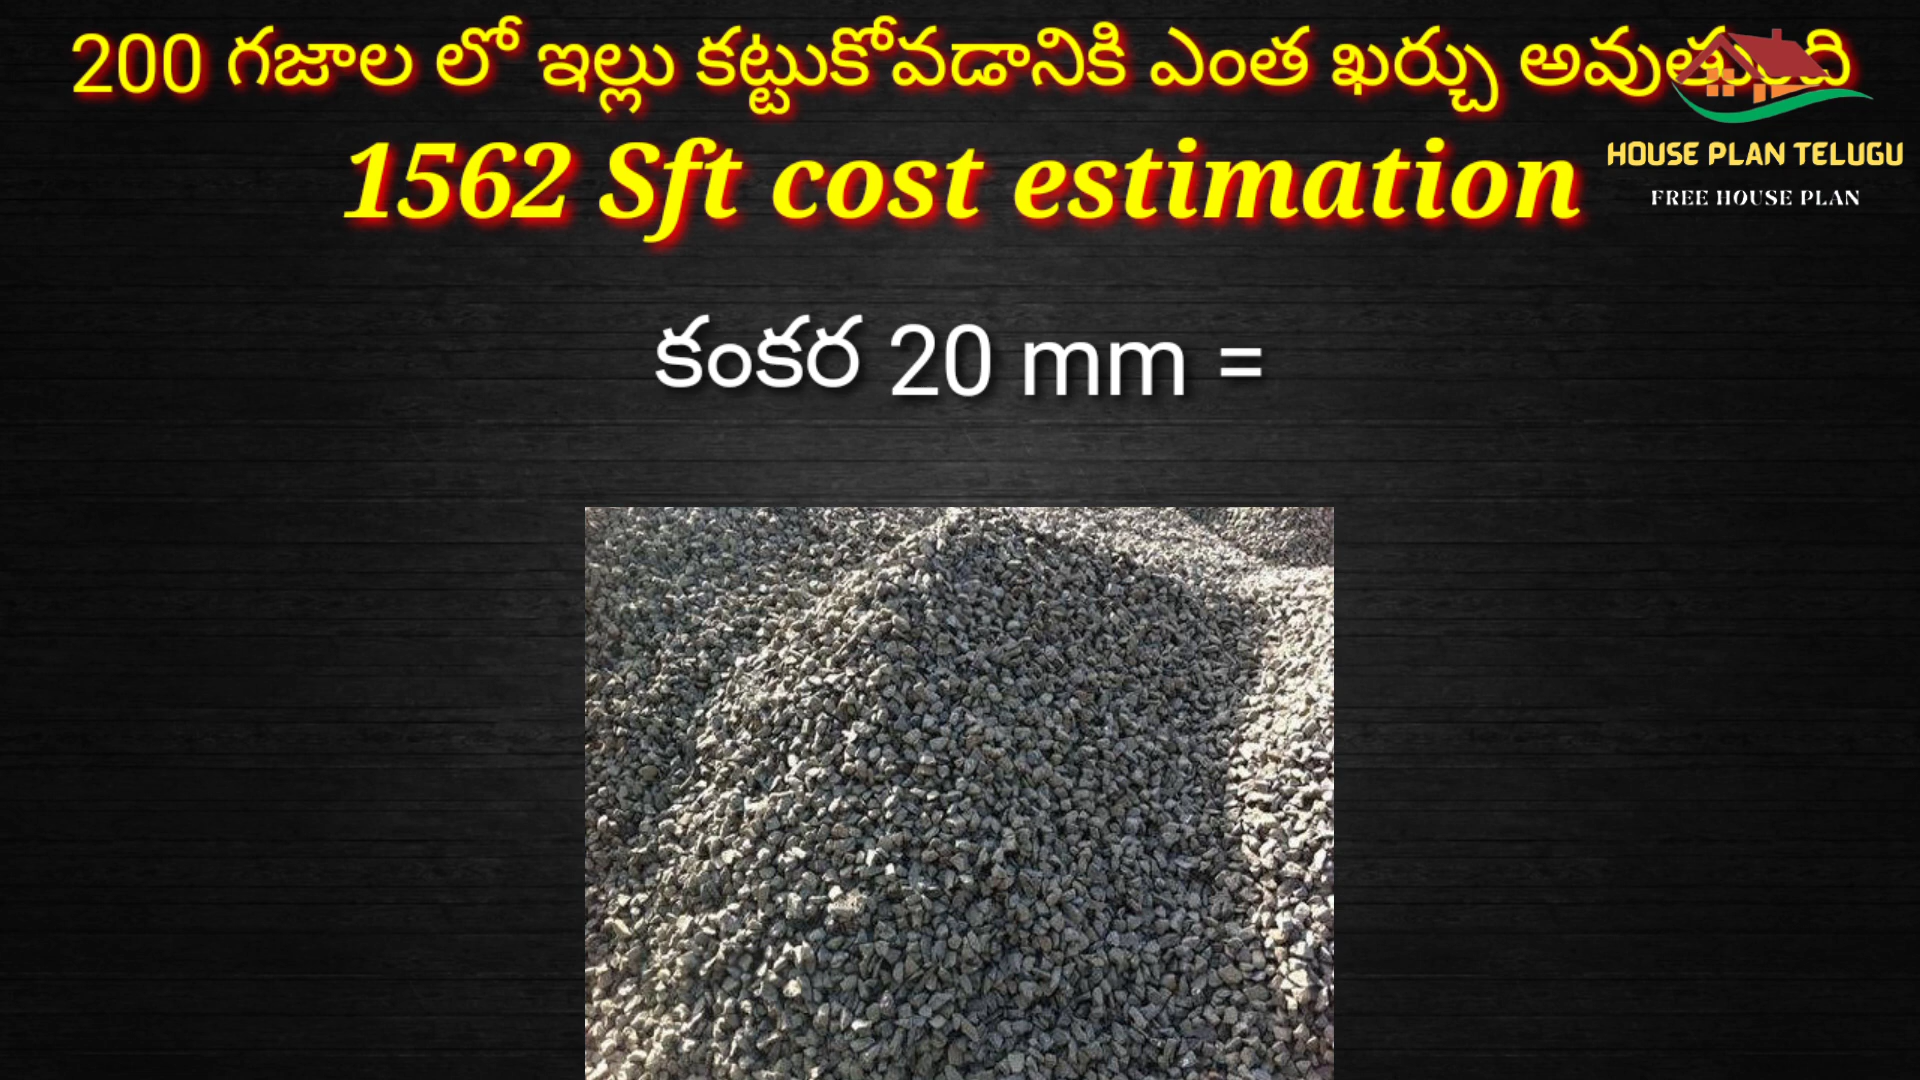 200 గజాల లో ఇల్లు కట్టుకోవడానికి ఎంత ఖర్చు
1562 Sft cost estimation
HOUSE PLAN TELUGU
FREE HOUSE PLAN
కంకర 20 mm =